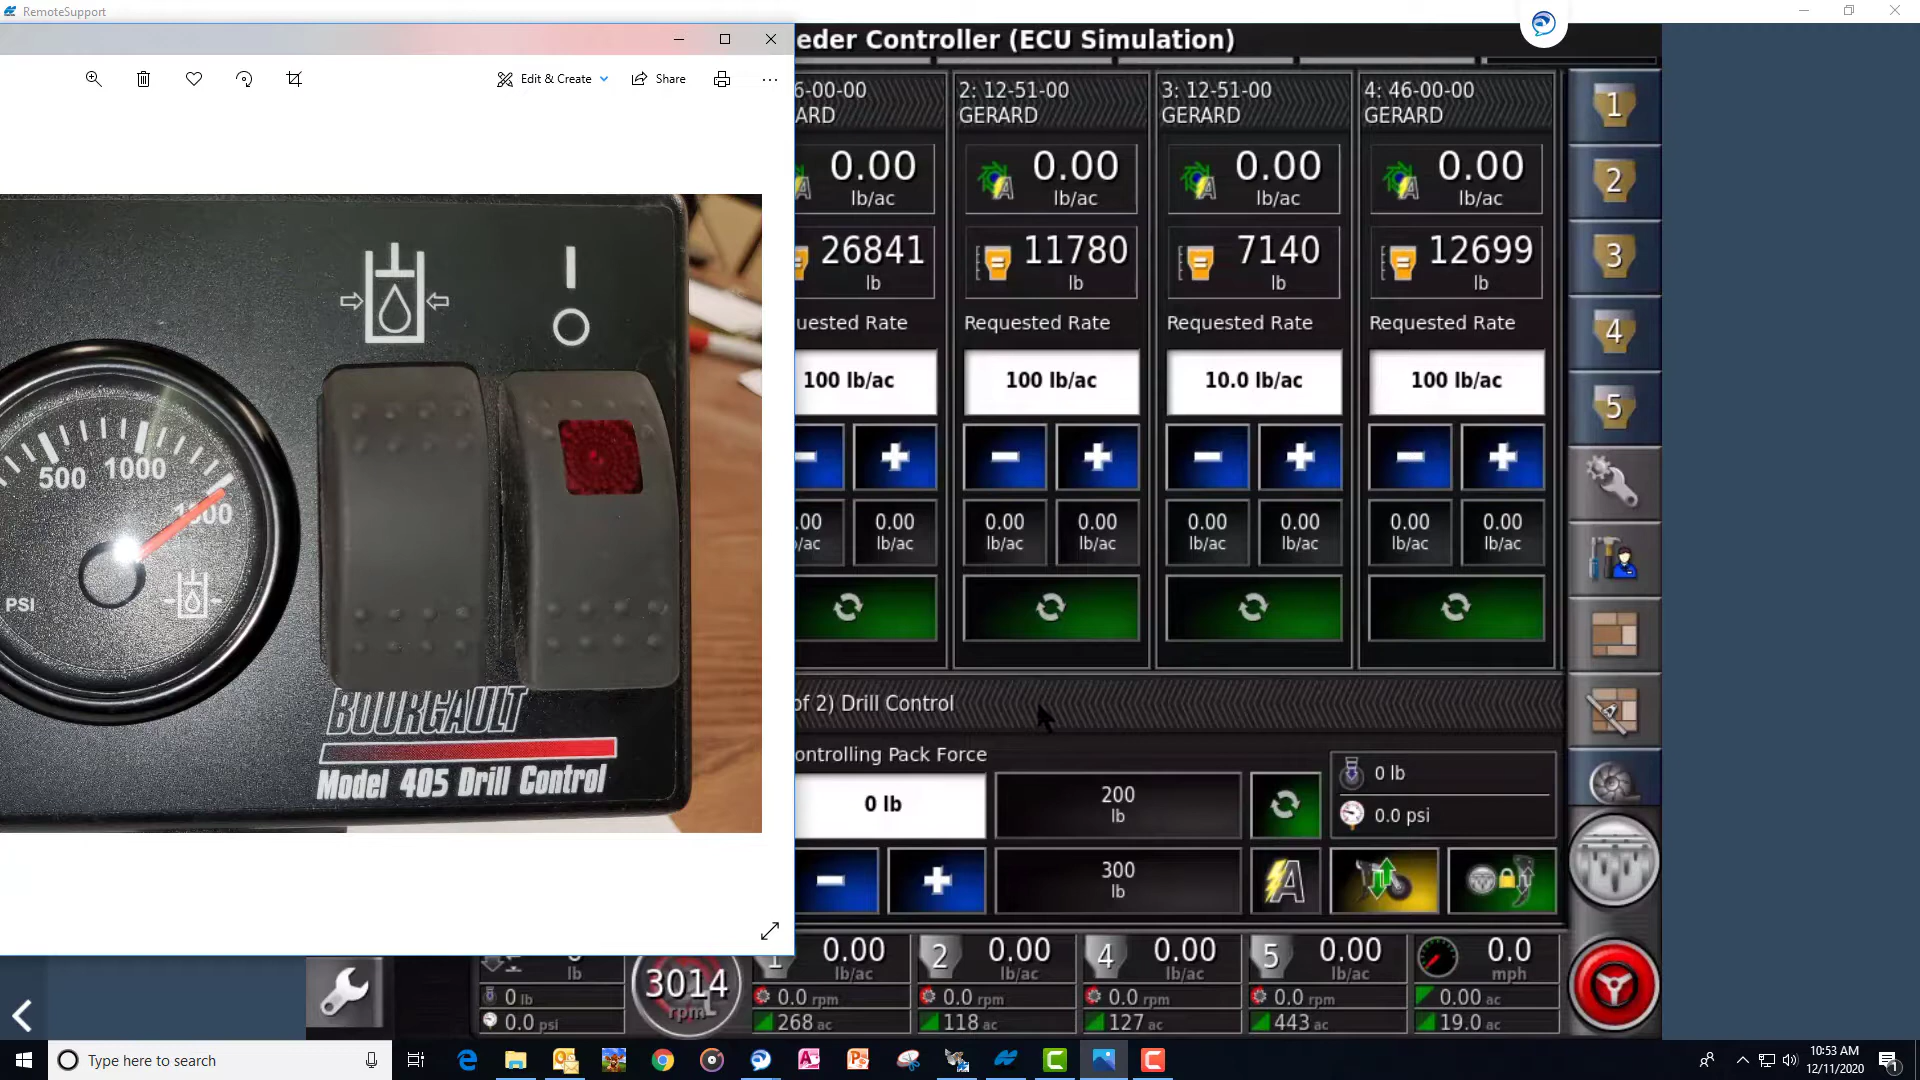 RemoteSupport
eder Controller (ECU Simulation)
Edit & Create
Share
6-00-00
ARD
2: 12-51-00
GERARD
3: 12-51-00
GERARD
4: 46-00-00
GERARD
0.00
lb/ac
0.00
lb/ac
0.00
lb/ac
0.00
lb/ac
26841
lb
11780
lb
7140
lb
12699
lb
uested Rate
Requested Rate
Requested Rate
Requested Rate
100 lb/ac
100 lb/ac
10.0 lb/ac
100 lb/ac
.00
/ac
0.00
lb/ac
0.00
lb/ac
0.00
lb/ac
0.00
lb/ac
0.00
lb/ac
0.00
lb/ac
0.00
lb/ac
1
2
3
4
5
500
1000
1500
PSI
BOURGAULT
Model 405 Drill Control
of 2) Drill Control
ontrolling Pack Force
0 lb
200
lb
300
lb
A
0 lb
0.0 psi
lb
0 lb
0.0 psi
3014
rpm
1
0.00
lb/ac
0.0 rpm
268 ac
2
0.00
lb/ac
0.0 rpm
118 ac
4
0.00
lb/ac
0.0 rpm
127 ac
5
0.00
lb/ac
0.0 rpm
443 ac
0.0
mph
0.00 ac
19.0 ac
Type here to search
10:53 AM
12/11/2020
1